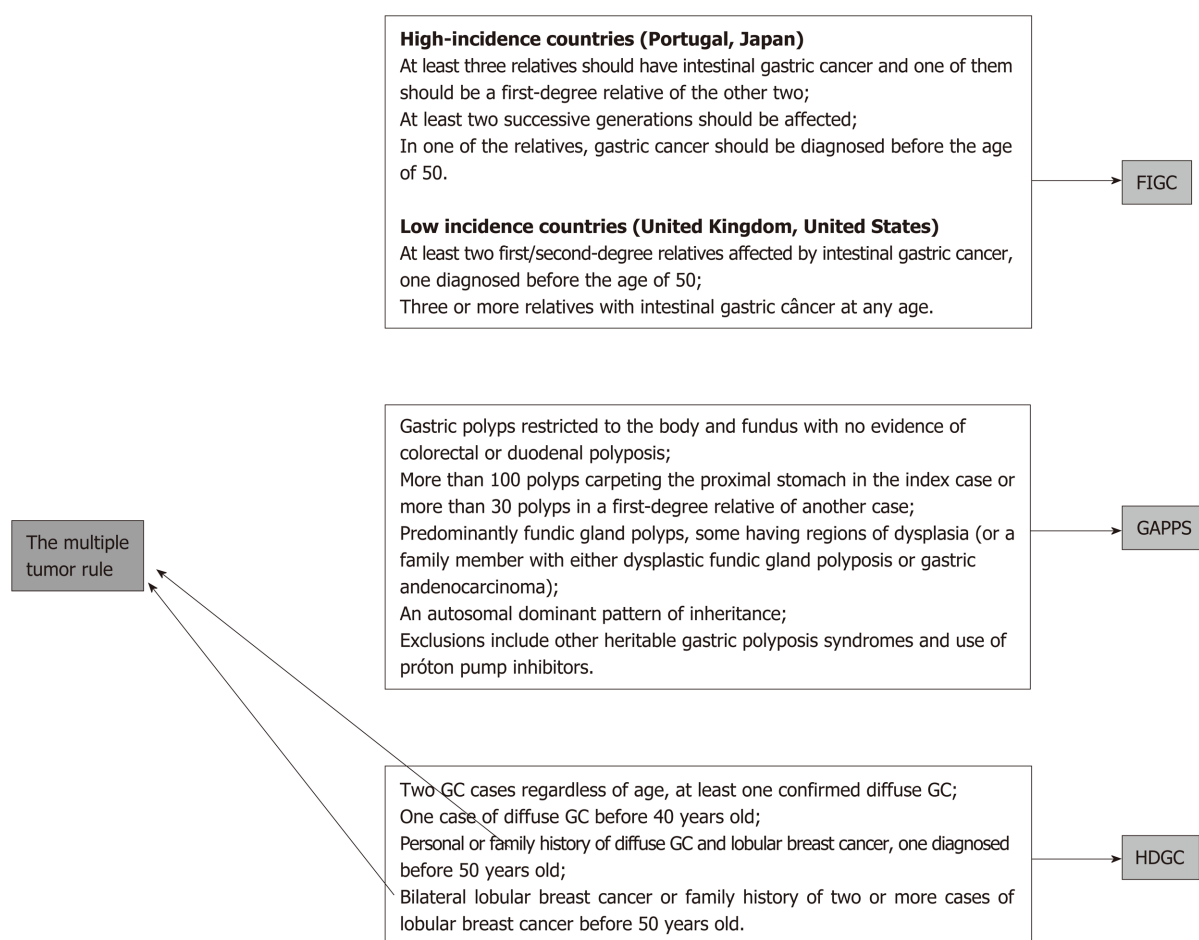 High-incidence countries (Portugal, Japan)
At least three relatives should have intestinal gastric cancer and one of them
should be a first-degree relative of the other two;
At least two successive generations should be affected;
In one of the relatives, gastric cancer should be diagnosed before the age
of 50.
Low incidence countries (United Kingdom, United States)
At least two first/second-degree relatives affected by intestinal gastric cancer,
one diagnosed before the age of 50;
Three or more relatives with intestinal gastric câncer at any age.
FIGC
Gastric polyps restricted to the body and fundus with no evidence of
colorectal or duodenal polyposis;
More than 100 polyps carpeting the proximal stomach in the index case or
more than 30 polyps in a first-degree relative of another case;
Predominantly fundic gland polyps, some having regions of dysplasia (or a
family member with either dysplastic fundic gland polyposis or gastric
andenocarcinoma);
An autosomal dominant pattern of inheritance;
Exclusions include other heritable gastric polyposis syndromes and use of
próton pump inhibitors.
GAPPS
The multiple
tumor rule
Two GC cases regardless of age, at least one confirmed diffuse GC;
One case of diffuse GC before 40 years old;
Personal or family history of diffuse GC and lobular breast cancer, one diagnosed
before 50 years old;
Bilateral lobular breast cancer or family history of two or more cases of
lobular breast cancer before 50 years old.
HDGC